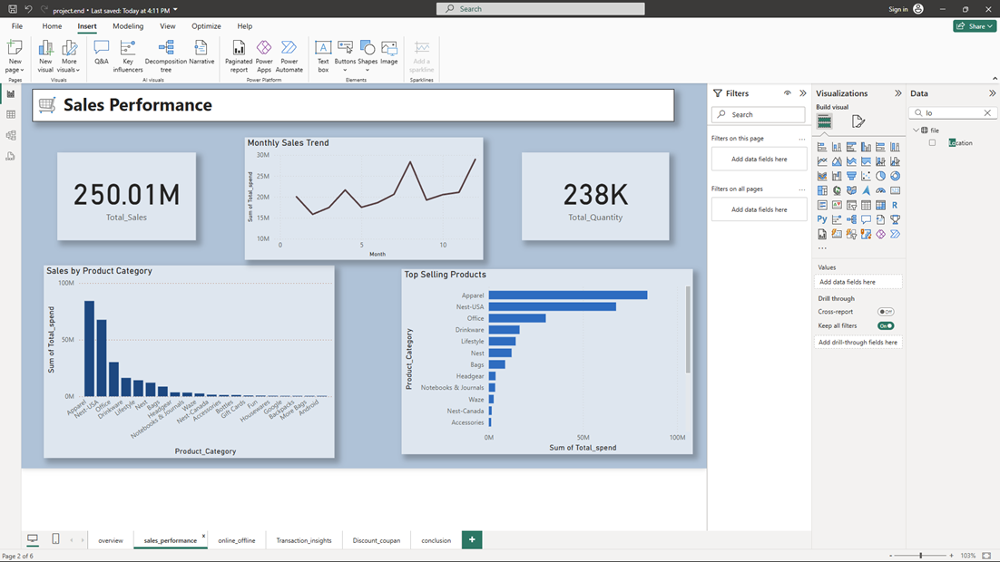 project.end • Last saved: Today at 4:11 PM
Search
Sign in
File Home Insert Modeling View Optimize Help
Share
New page
New visual
More visuals
Q&A
Key influencers
Decomposition tree
Narrative
Paginated report
Power Apps
Power Automate
Text box
Buttons
Shapes
Image
Add a sparkline
Pages
Visuals
AI visuals
Power Platform
Elements
Sparklines
Sales Performance
250.01M
Total_Sales
Monthly Sales Trend
Sum of Total_spend
30M
25M
20M
15M
10M
0 5 10
Month
238K
Total_Quantity
Sales by Product Category
Sum of Total_spend
100M
50M
0M
Apparel
Nest-USA
Office
Drinkware
Lifestyle
Nest
Bags
Headgear
Notebooks & Journals
Waze
Nest-Canada
Accessories
Bottles
Gift Cards
Fun
Housewares
Google
Backpacks
More Bags
Android
Product_Category
Top Selling Products
Product_Category
Apparel
Nest-USA
Office
Drinkware
Lifestyle
Nest
Bags
Headgear
Notebooks & Journals
Waze
Nest-Canada
Accessories
0M 50M 100M
Sum of Total_spend
Filters
Search
Filters on this page
Add data fields here
Filters on all pages
Add data fields here
Visualizations
Build visual
Py
R
Values
Add data fields here
Drill through
Cross-report
Off
Keep all filters
On
Add drill-through fields here
Data
lo
file
Location
overview
sales_performance
online_offline
Transaction_insights
Discount_coupan
conclusion
Page 2 of 6
103%